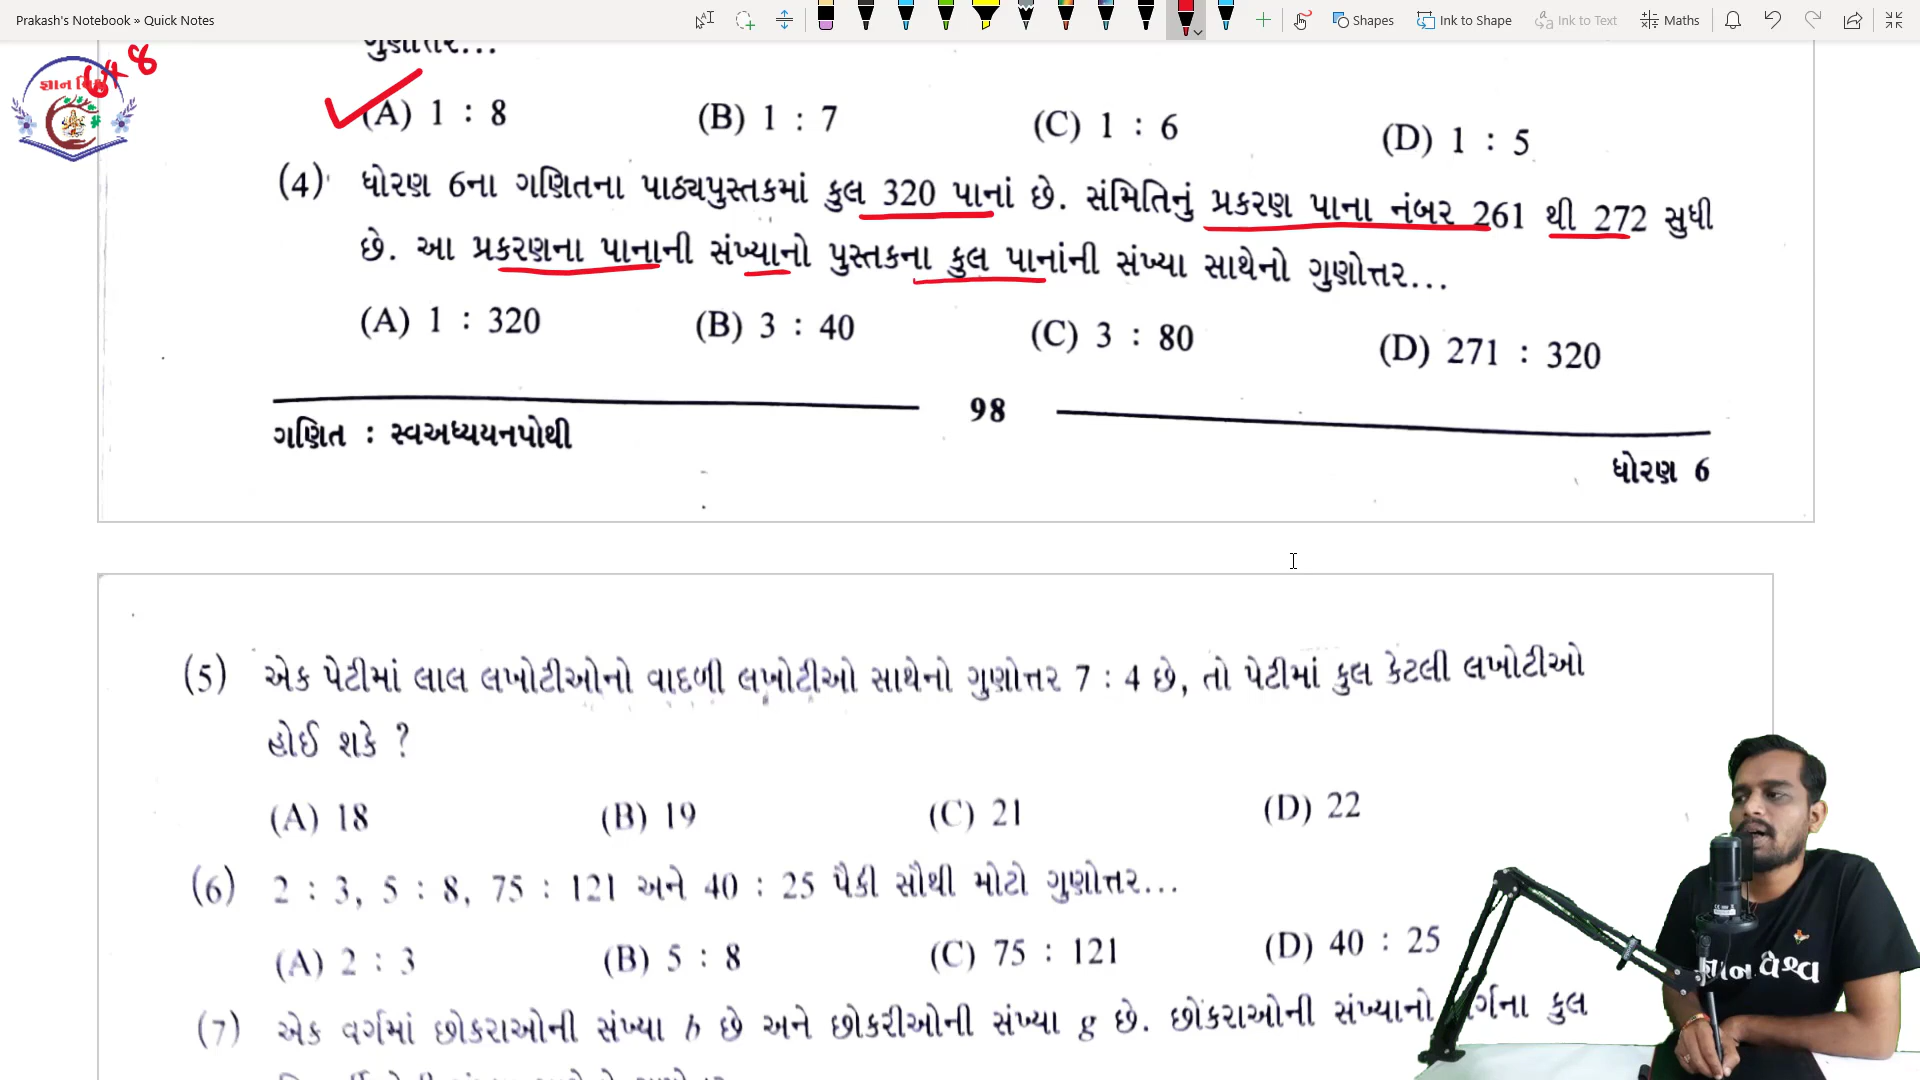 Prakash's Notebook » Quick Notes
Shapes
Ink to Shape
Ink to Text
Maths
ગુણોત્તર...
6 x 8
(A) 1 : 8
(B) 1 : 7
(C) 1 : 6
(D) 1 : 5
(4) ધોરણ 6ના ગણિતના પાઠ્યપુસ્તકમાં કુલ 320 પાનાં છે. સંમિતિનું પ્રકરણ પાના નંબર 261 થી 272 સુધી
છે. આ પ્રકરણના પાનાની સંખ્યાનો પુસ્તકના કુલ પાનાંની સંખ્યા સાથેનો ગુણોત્તર...
(A) 1 : 320
(B) 3 : 40
(C) 3 : 80
(D) 271 : 320
98
ગણિત : સ્વઅધ્યયનપોથી
ધોરણ 6
(5) એક પેટીમાં લાલ લખોટીઓનો વાદળી લખોટીઓ સાથેનો ગુણોત્તર 7 : 4 છે, તો પેટીમાં કુલ કેટલી લખોટીઓ
હોઈ શકે ?
(A) 18
(B) 19
(C) 21
(D) 22
(6) 2 : 3, 5 : 8, 75 : 121 અને 40 : 25 પૈકી સૌથી મોટો ગુણોત્તર...
(A) 2 : 3
(B) 5 : 8
(C) 75 : 121
(D) 40 : 25
(7) એક વર્ગમાં છોકરાઓની સંખ્યા b છે અને છોકરીઓની સંખ્યા g છે. છોકરાઓની સંખ્યાનો વર્ગના કુલ